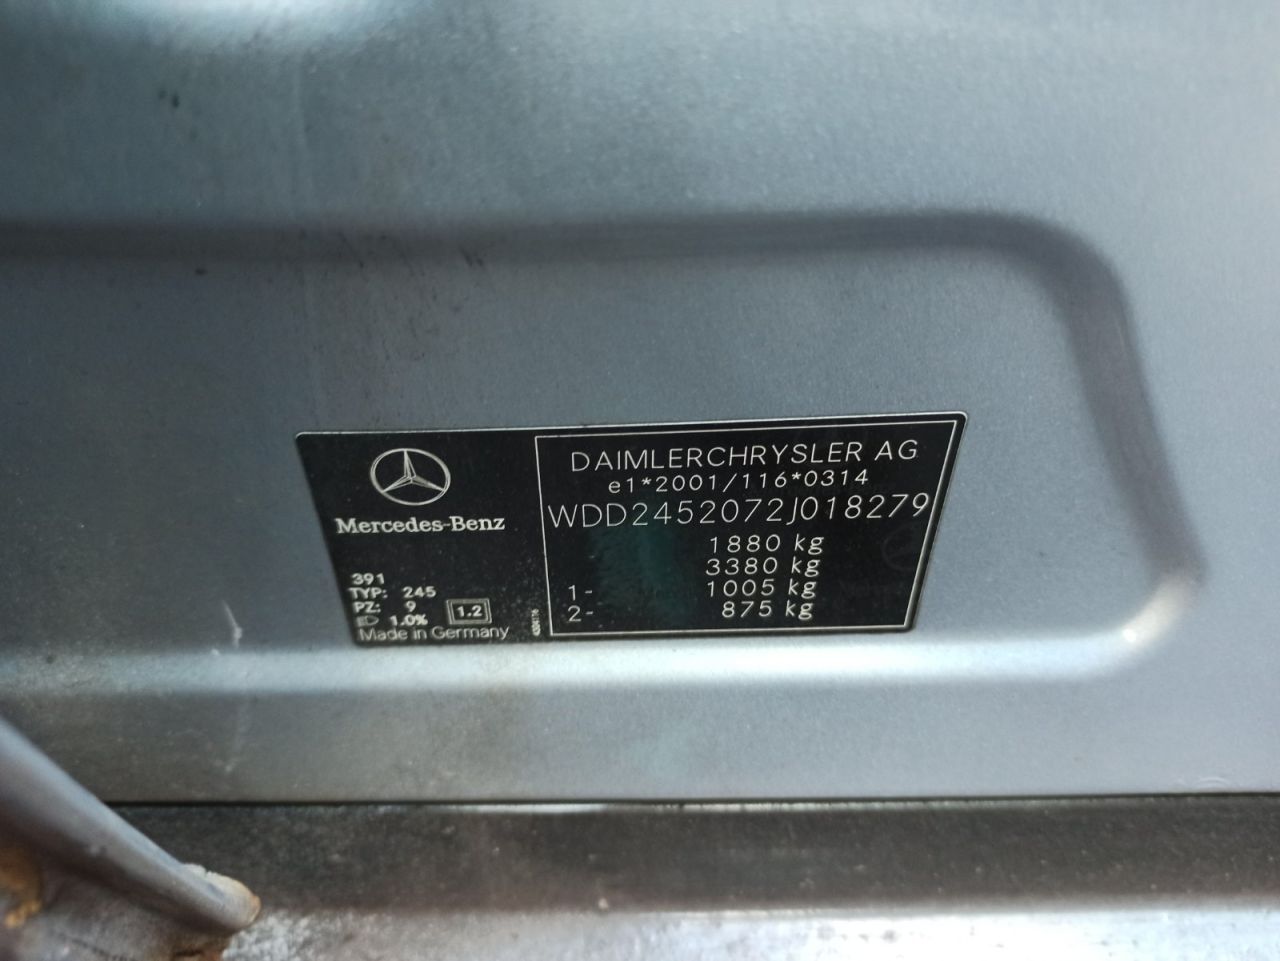 Mercedes-Benz
391
TYP: 245
PZ: 9
1.0% 1.2
Made in Germany
DAIMLERCHRYSLER AG
e1*2001/116*0314
WDD2452072J018279
1880 kg
3380 kg
1- 1005 kg
2- 875 kg